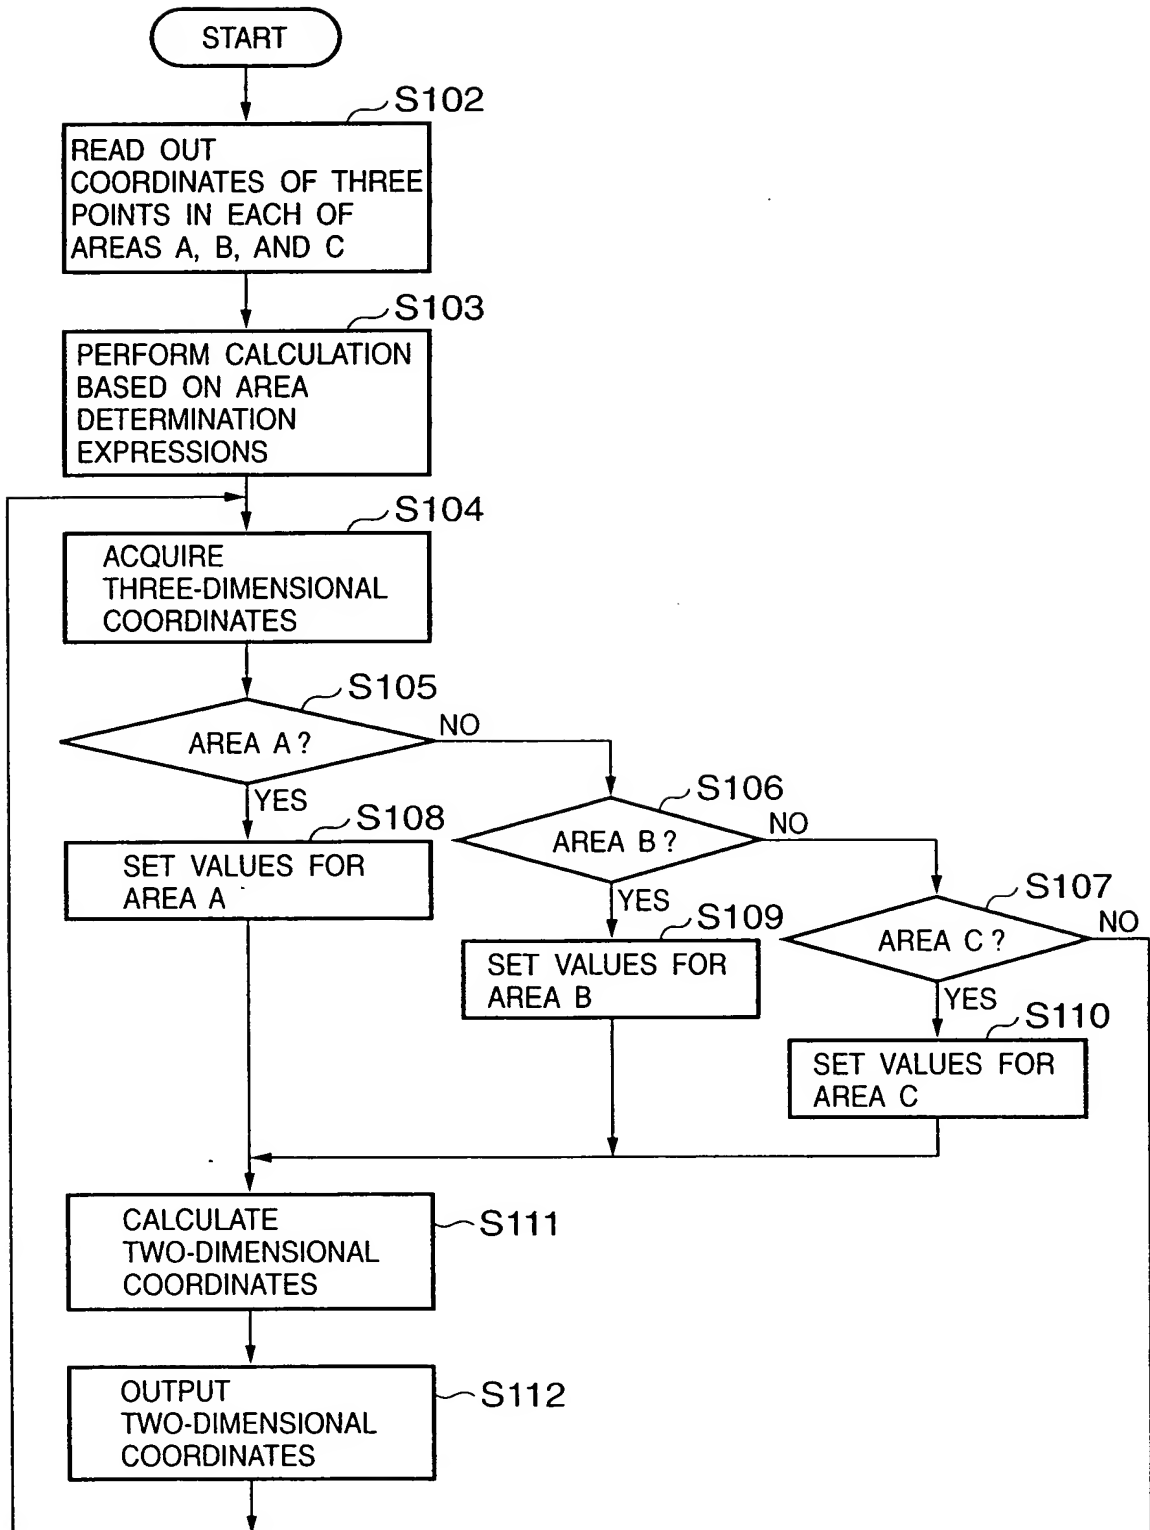 START
S102
READ OUT
COORDINATES OF THREE
POINTS IN EACH OF
AREAS A, B, AND C
S103
PERFORM CALCULATION
BASED ON AREA
DETERMINATION
EXPRESSIONS
S104
ACQUIRE
THREE-DIMENSIONAL
COORDINATES
S105
AREA A?
NO
YES
S106
AREA B?
NO
YES
S107
AREA C?
NO
YES
S108
SET VALUES FOR
AREA A
S109
SET VALUES FOR
AREA B
S110
SET VALUES FOR
AREA C
S111
CALCULATE
TWO-DIMENSIONAL
COORDINATES
S112
OUTPUT
TWO-DIMENSIONAL
COORDINATES